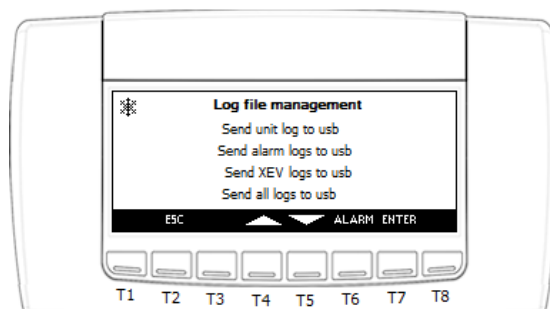 Log file management
Send unit log to usb
Send alarm logs to usb
Send XEV logs to usb
Send all logs to usb
ESC ALARM ENTER
T1 T2 T3 T4 T5 T6 T7 T8